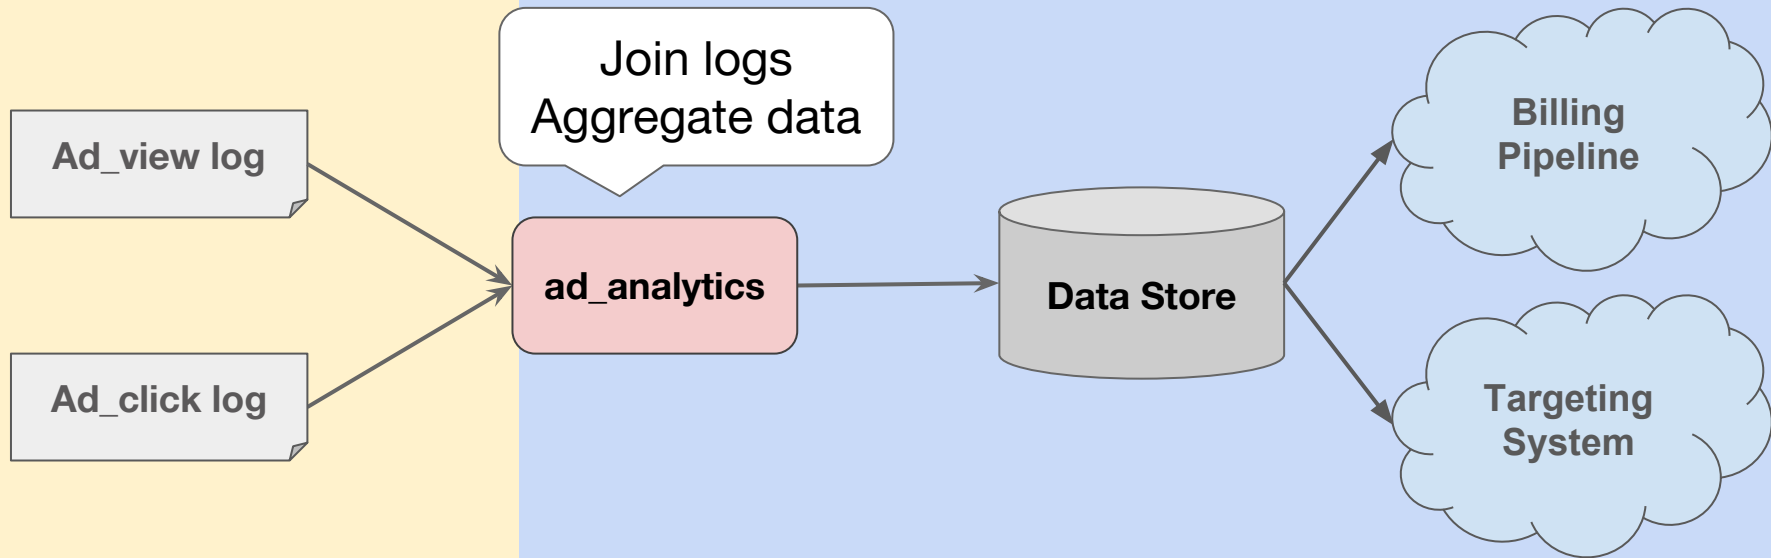 Join logs
Aggregate data
Ad_view log
Ad_click log
ad_analytics
Data Store
Billing
Pipeline
Targeting
System